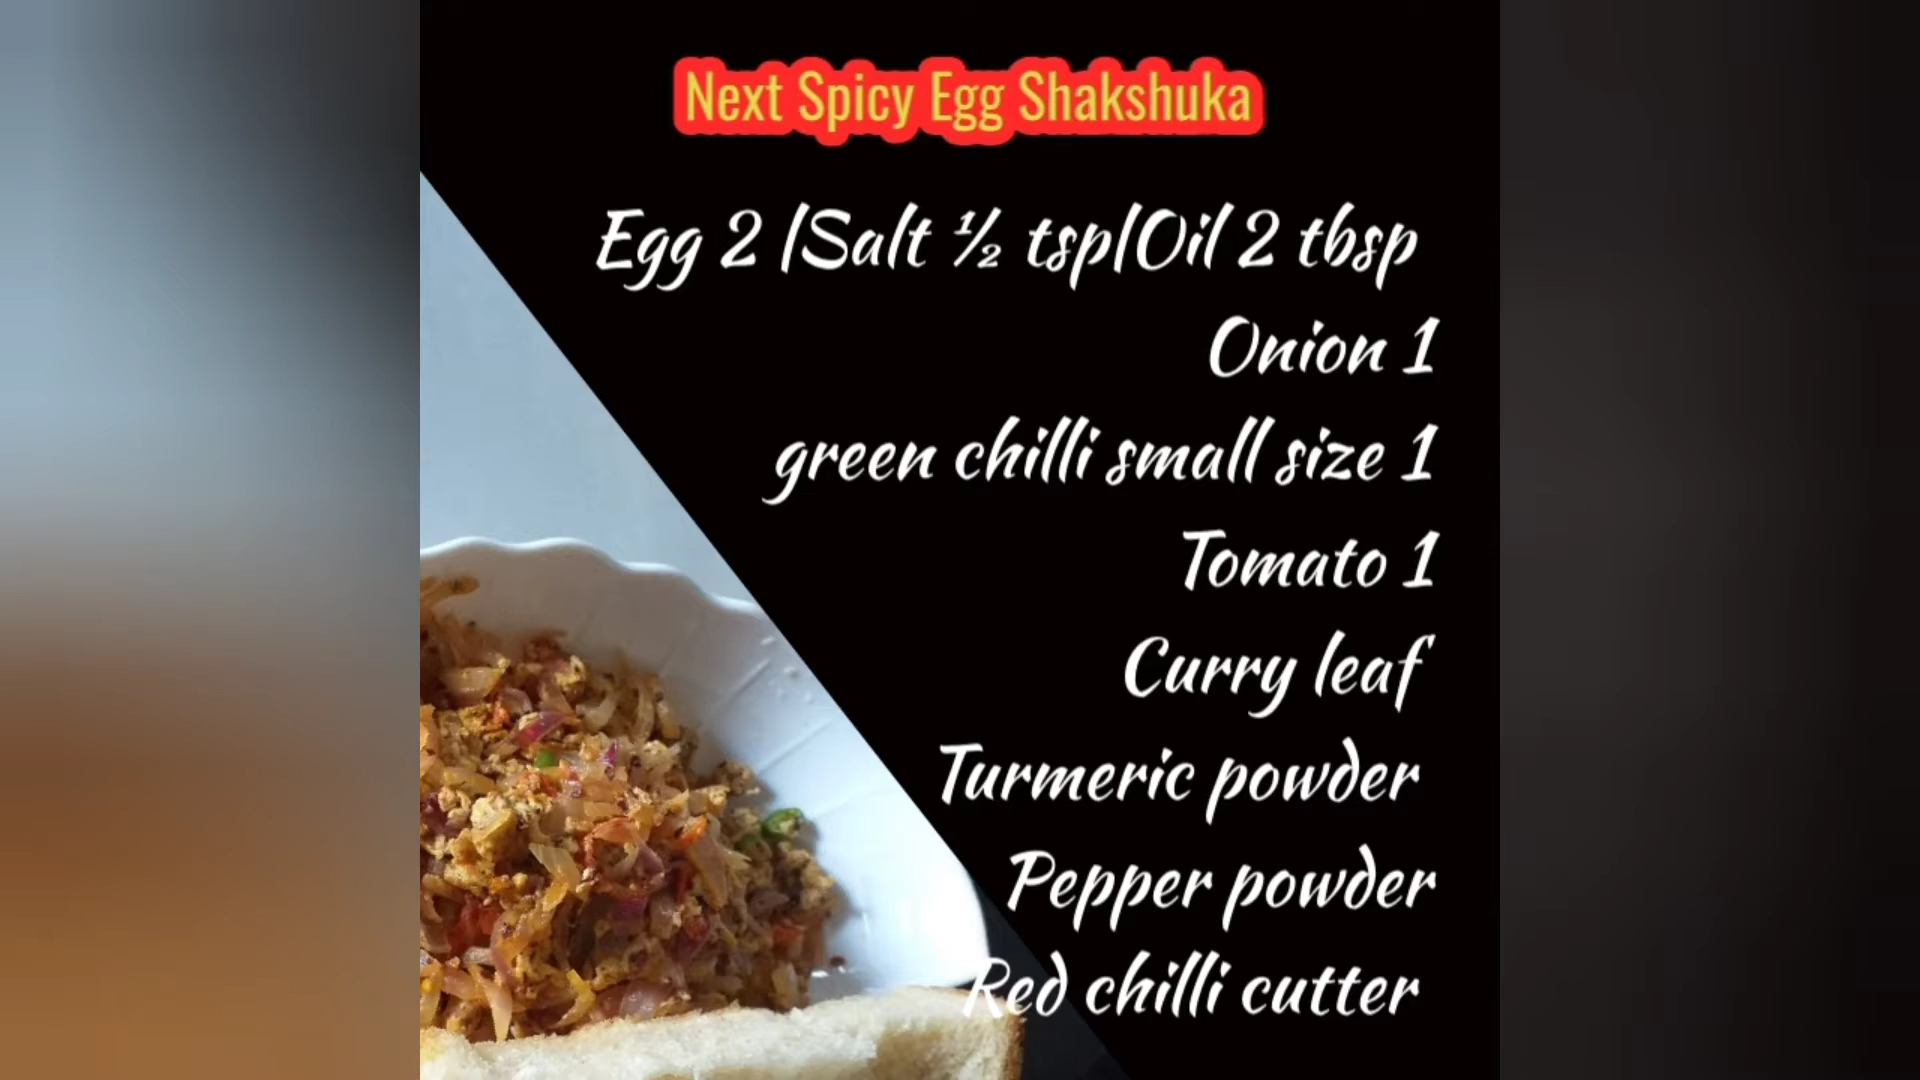 Next Spicy Egg Shakshuka
Egg 2 |Salt ½ tsp|Oil 2 tbsp
Onion 1
green chilli small size 1
Tomato 1
Curry leaf
Turmeric powder
Pepper powder
Red chilli cutter